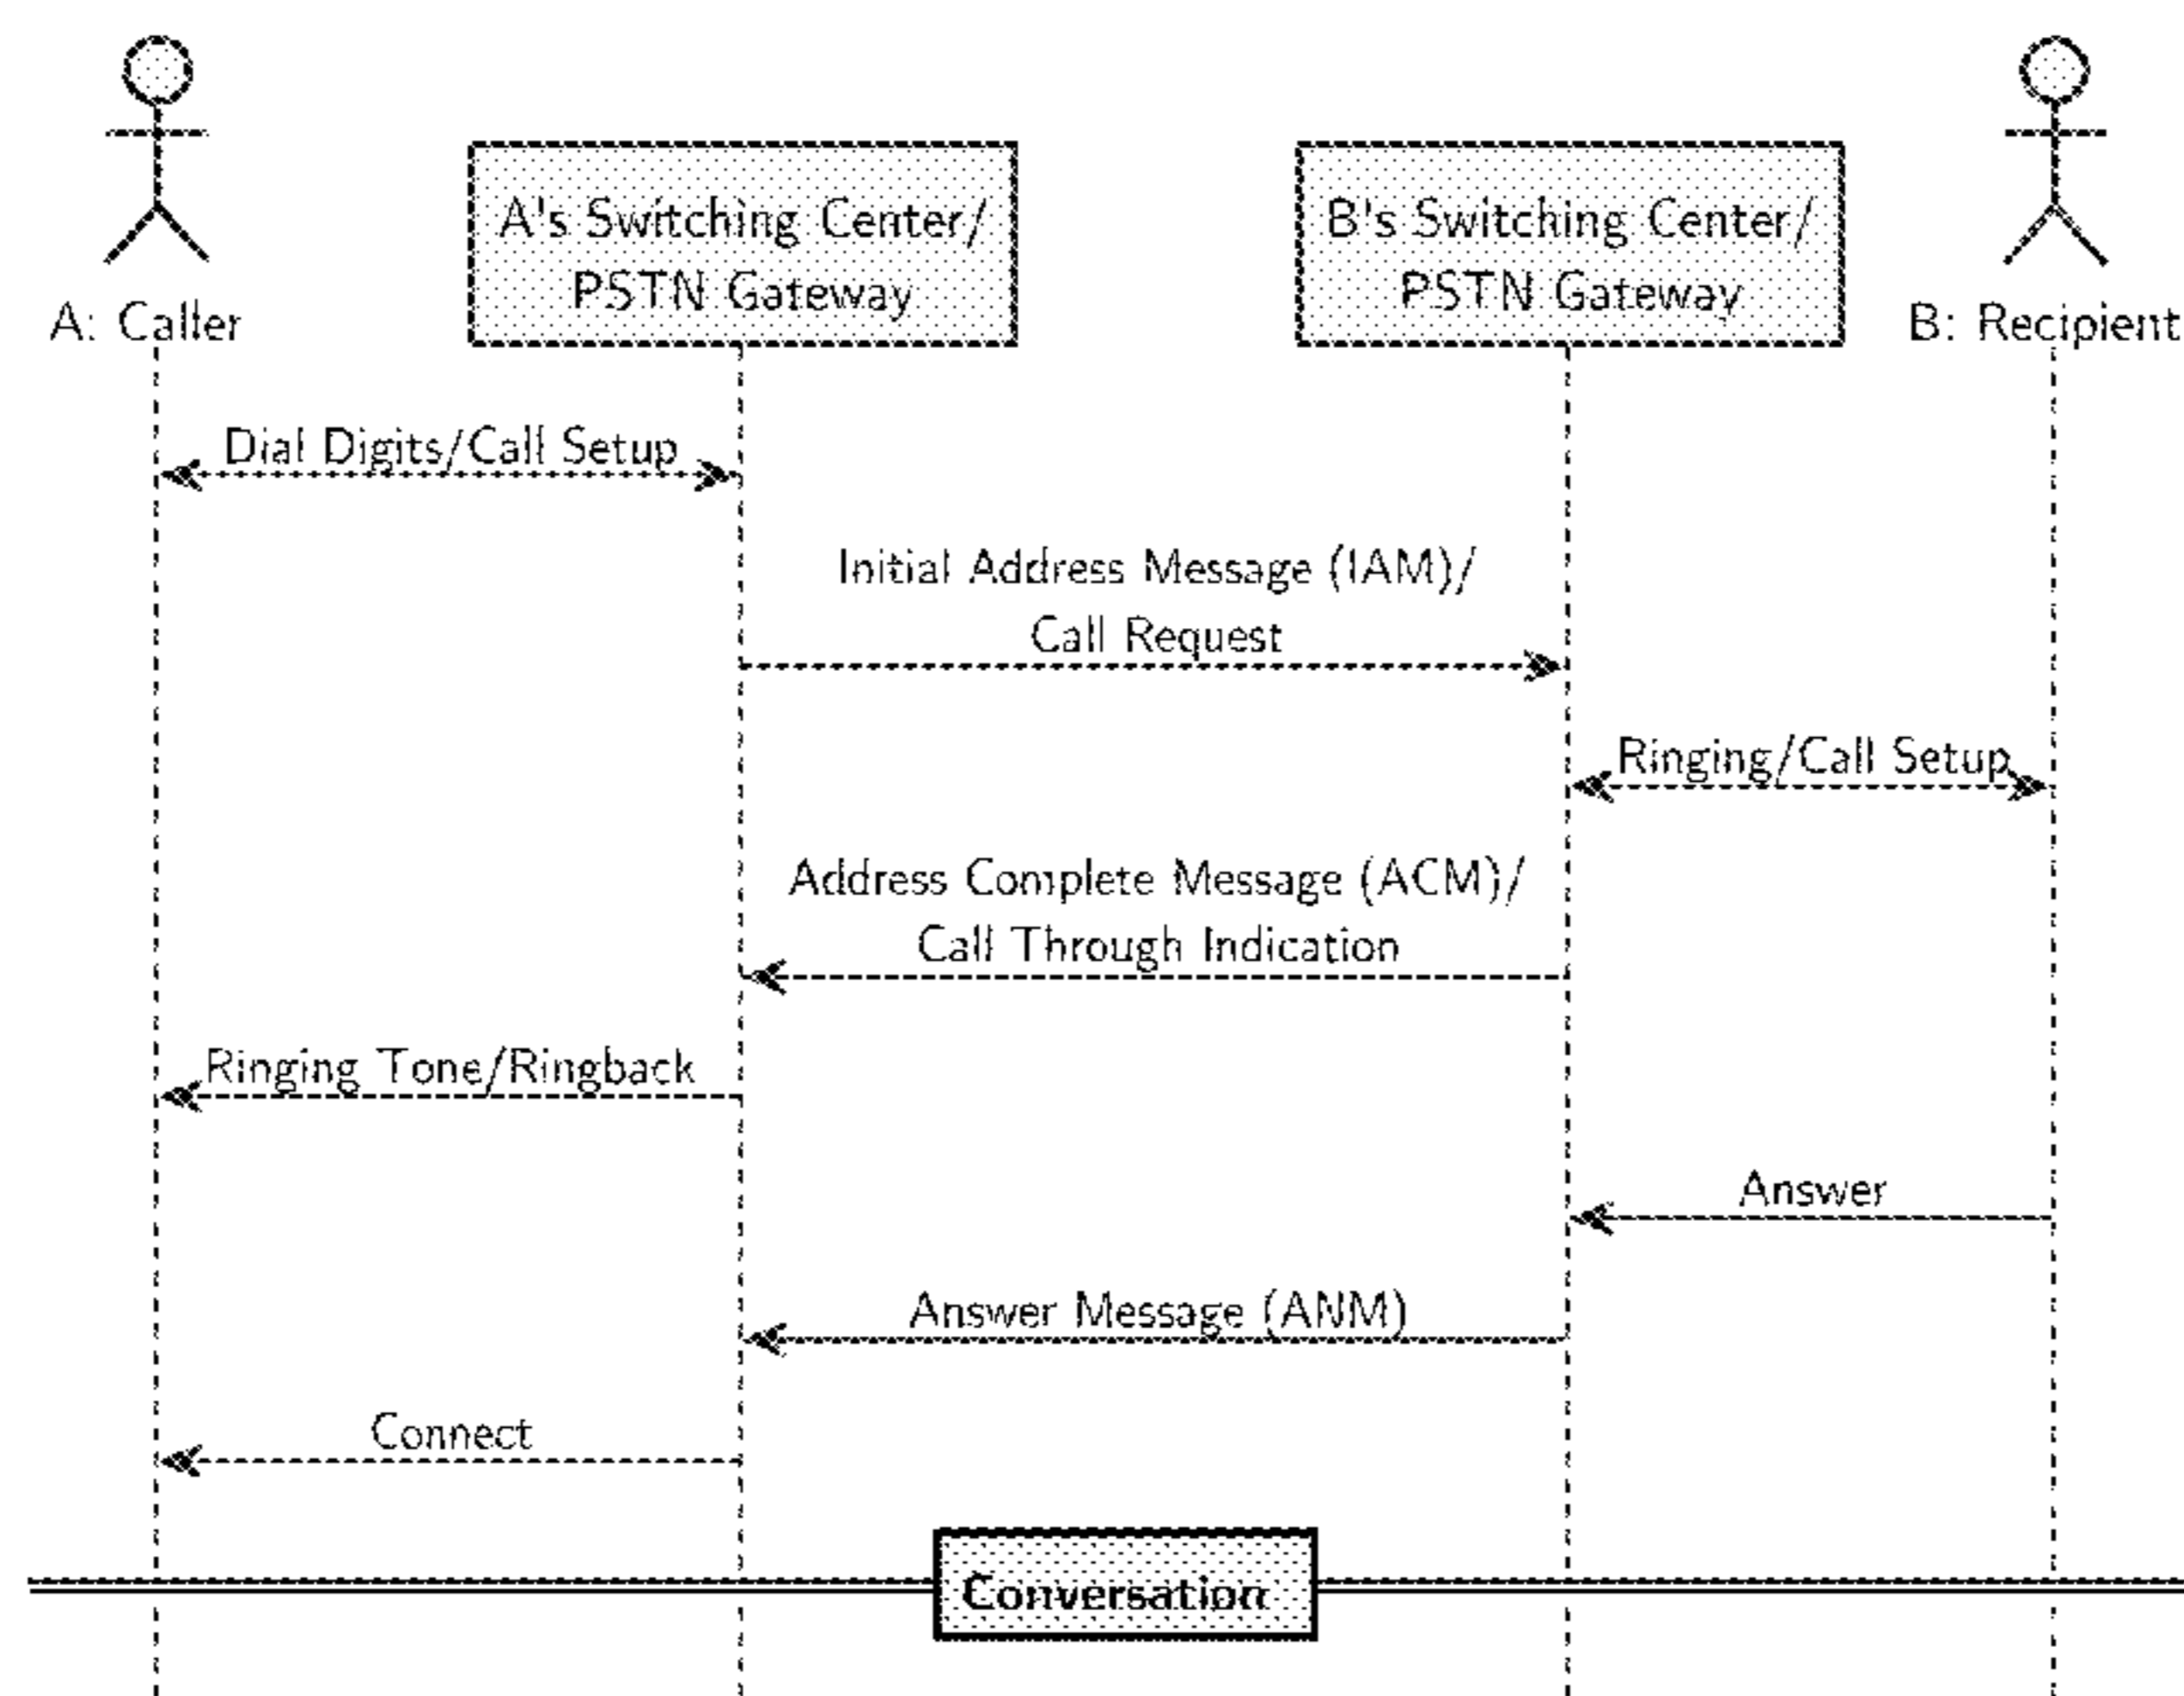 A's Switching Center/
PSTN Gateway
B's Switching Center/
PSTN Gateway
A: Caller
B: Recipient
Dial Digits/Call Setup
Initial Address Message (IAM)/
Call Request
Ringing/Call Setup
Address Complete Message (ACM)/
Call Through Indication
Ringing Tone/Ringback
Answer
Answer Message (ANM)
Connect
Conversation